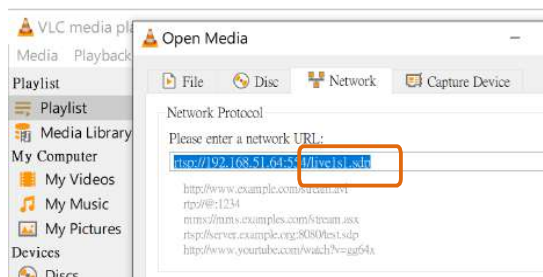 VLC media pla
Media Playback
Playlist
Playlist
Media Library
My Computer
My Videos
My Music
My Pictures
Devices
Discs
Open Media
File Disc Network Capture Device
Network Protocol
Please enter a network URL:
rtsp://192.168.51.64:554/live1s1.sdp
http://www.example.com/stream.avi
rtp://@:1234
mms://mms.examples.com/stream.asx
rtsp://server.example.org:8080/test.sdp
http://www.yourtube.com/watch?v=gg64x